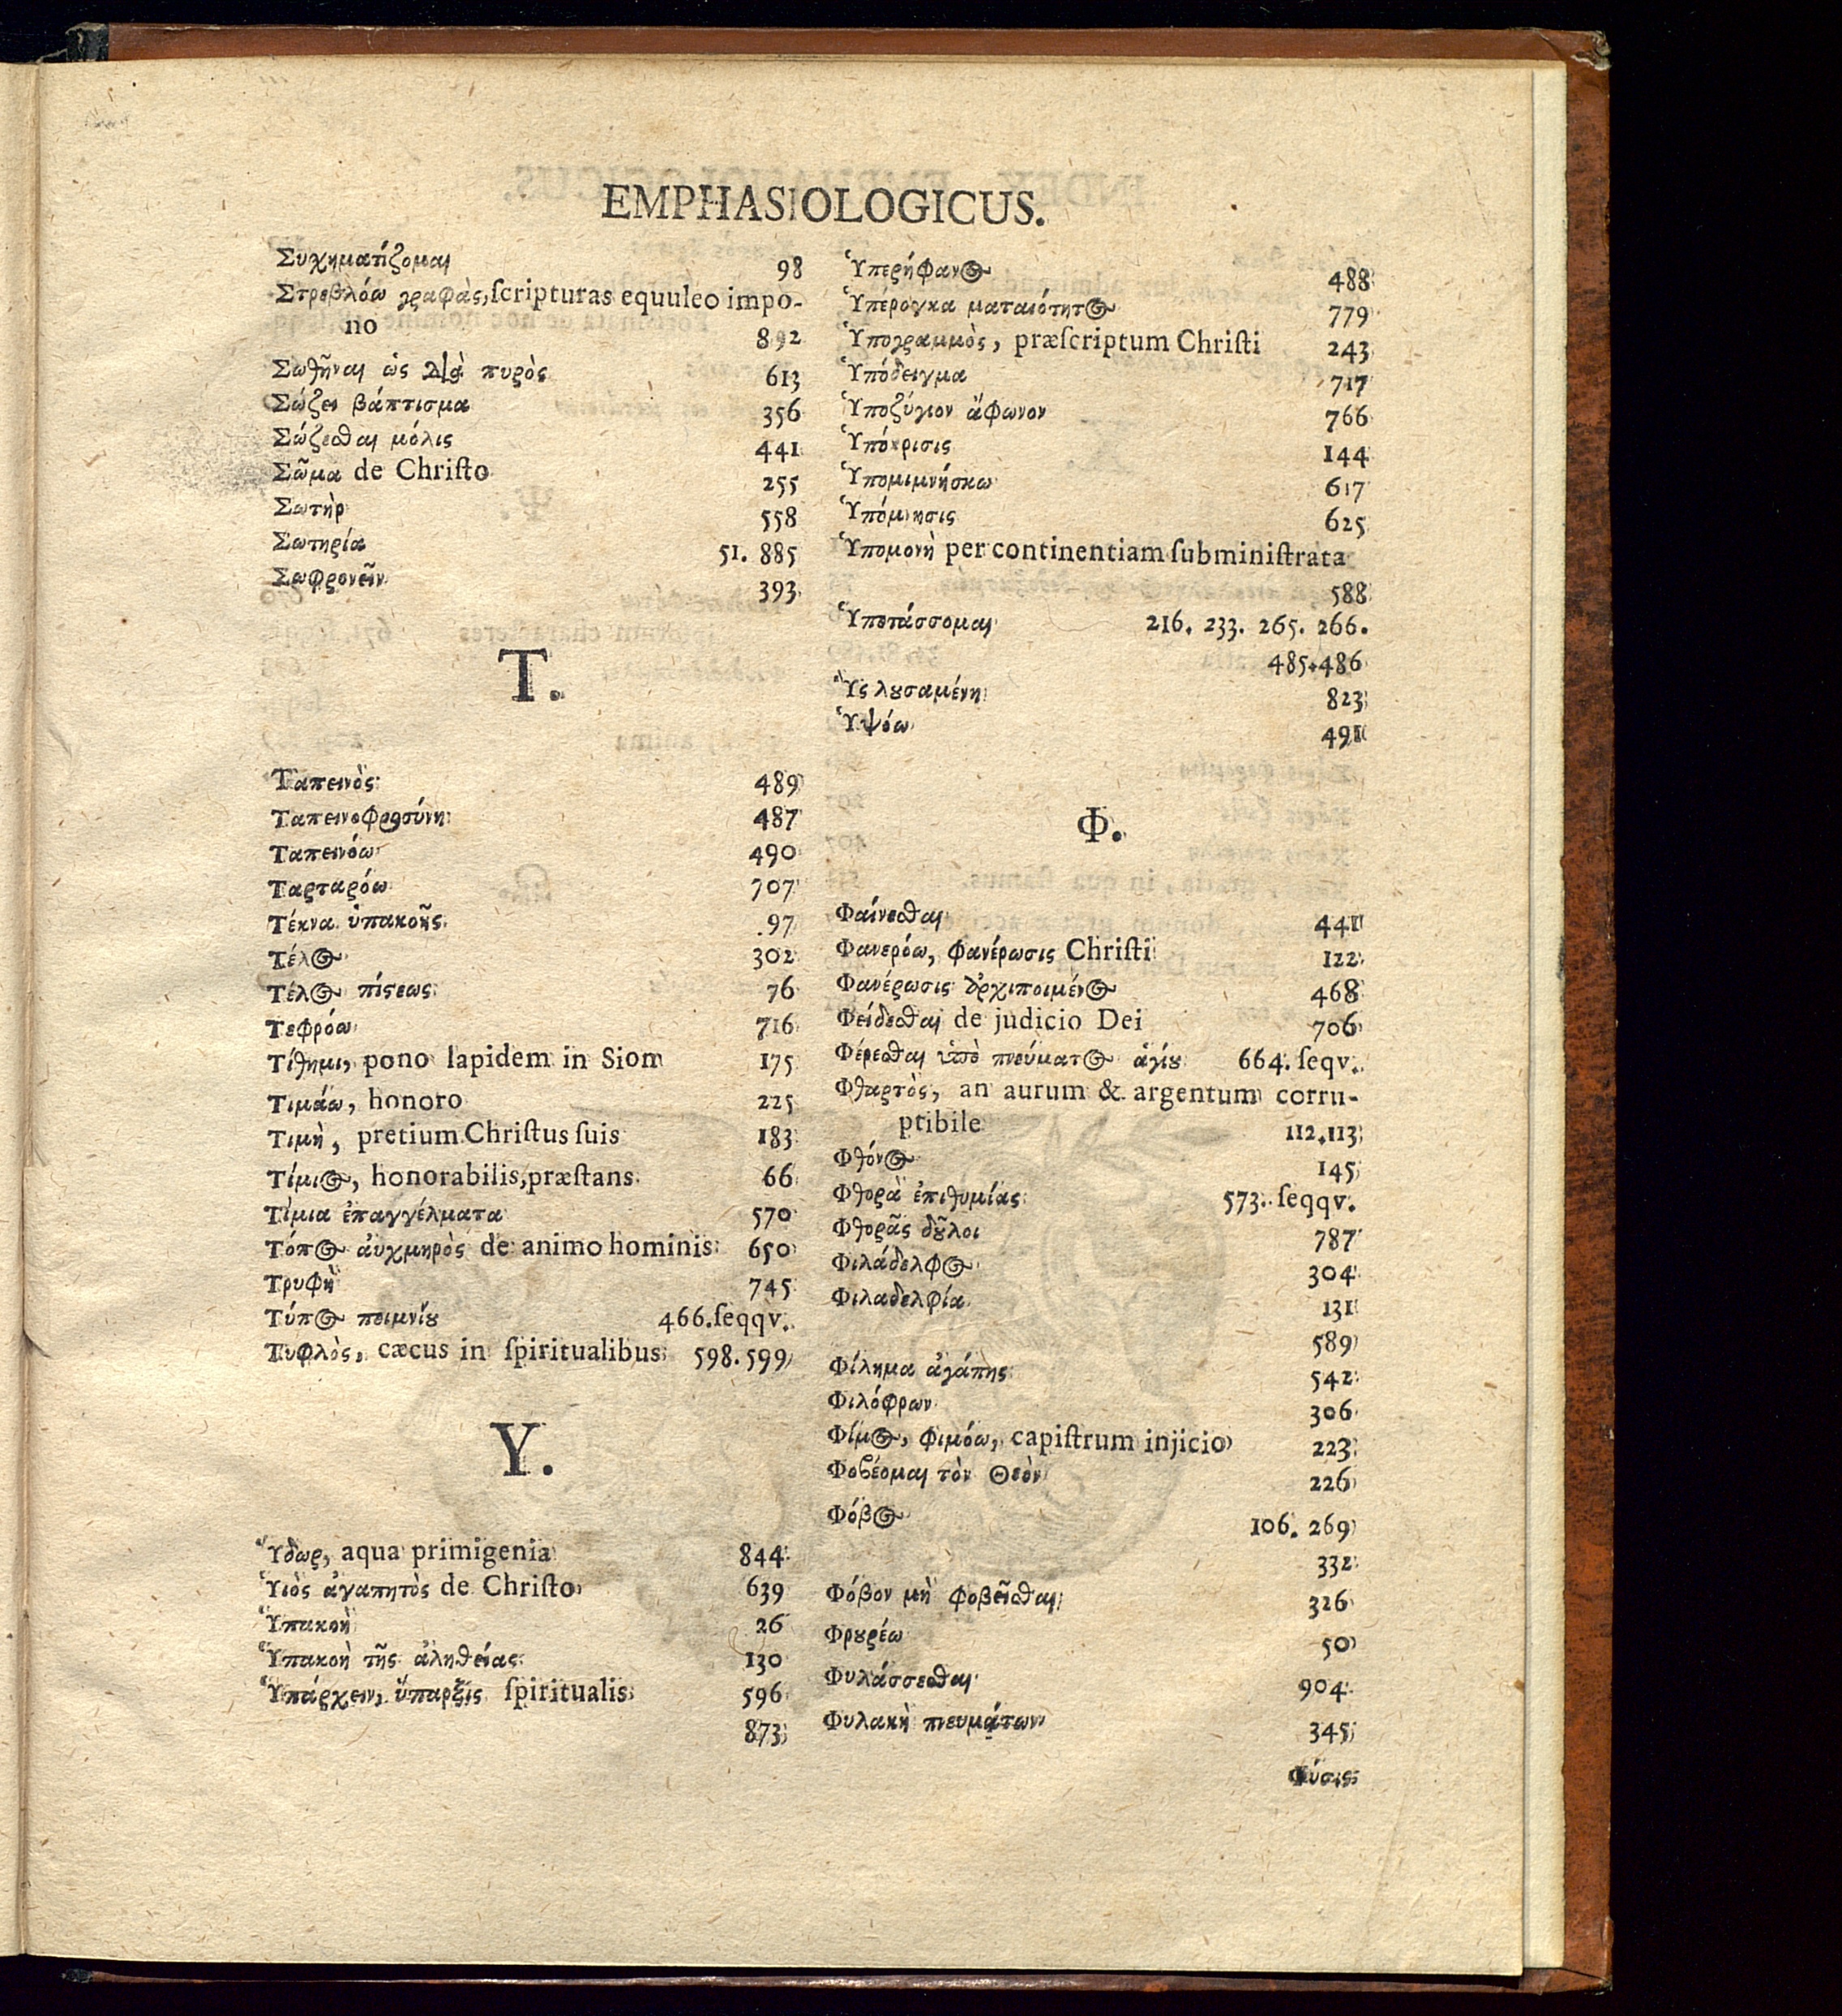 EMPHASIOLOGICUS.
Συχηματίζομαι 98
Στρεβλόω γραφὰς, ſcripturas equuleo impo-
no 892
Σωθῆναι ὡς διὰ πυρὸς 613
Σώζει βάπτισμα 356
Σώζεσθαι μόλις 441
Σῶμα de Chriſto 255
Σωτὴρ 558
Σωτηρία 51. 885
Σωφρονεῖν 393
T.
Ταπεινὸς 489
Ταπεινοφροσύνη 487
Ταπεινόω 490
Ταρταρόω 707
Τέκνα ὑπακοῆς 97
Τέλος 302
Τέλος πίϛεως 76
Τεφρόω 716
Τίθημι, pono lapidem in Sion 175
Τιμάω, honoro 225
Τιμὴ, pretium Chriſtus ſuis 183
Τίμιος, honorabilis, præſtans 66
Τίμια ἐπαγγέλματα 570
Τόπος αὐχμηρὸς de animo hominis 650
Τρυφὴ 745
Τύπος ποιμνίȣ 466. ſeqqv.
Τυφλὸς, cæcus in ſpiritualibus 598. 599
Y.
Ὕδωρ, aqua primigenia 844
Ὑιὸς ἀγαπητὸς de Chriſto 639
Ὑπακοὴ 26
Ὑπακοὴ τῆς ἀληθείας 130
Ὑπάρχειν, ὕπαρξις ſpiritualis 596
873
Ὑπερήφανος 488
Ὑπέρογκα ματαιότητος 779
Ὑπογραμμὸς, præſcriptum Chriſti 243
Ὑπόδειγμα 717
Ὑποζύγιον ἄφωνον 766
Ὑπόκρισις 144
Ὑπομιμνήσκω 617
Ὑπόμνησις 625
Ὑπομονὴ per continentiam ſubminiſtrata
588
Ὑποτάσσομαι 216. 233. 265. 266.
485. 486
Ὓς λȣσαμένη 823
Ὑψόω 491
Φ.
Φαίνεσθαι 441
Φανερόω, φανέρωσις Chriſti 122
Φανέρωσις ἀρχιποιμένος 468
Φείδεσθαι de judicio Dei 706
Φέρεσθαι ὑπὸ πνεύματος ἁγίȣ 664. ſeqv.
Φθαρτὸς, an aurum & argentum corru-
ptibile 112. 113
Φθόνος 145
Φθορὰ ἐπιθυμίας 573. ſeqqv.
Φθορᾶς δȣ͂λοι 787
Φιλάδελφος 304
Φιλαδελφία 131
589
Φίλημα ἀγάπης 542
Φιλόφρων 306
Φίμος, φιμόω, capiſtrum injicio 223
Φοβέομαι τὸν Θεὸν 226
Φόβος 106. 269
332
Φόβον μὴ φοβεῖσθαι 326
Φρȣρέω 50
Φυλάσσεσθαι 904
Φυλακὴ πνευμάτων 345
Φύσις